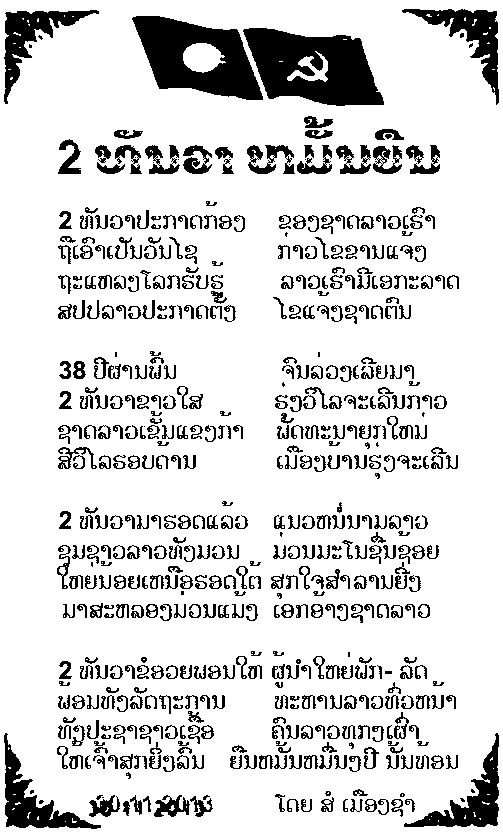 2 ທັນວາ ຫມັ້ນຍືນ
2 ທັນວາປະກາດກ້ອງ ຂອງຊາດລາວເຮົາ
ຖືເອົາເປັນວັນໄຊ ກ່າວໄຂຂານແຈ້ງ
ຖະແຫລງໂລກຮັບຮູ້ ລາວເຮົາມີເອກະລາດ
ສປປລາວປະກາດຕັ້ງ ໄຂແຈ້ງຊາດຕົນ
38 ປີຜ່ານພົ້ນ ຈົນລ່ວງເລີຍມາ
2 ທັນວາຂາວໃສ ຮຸ່ງວິໄລຈະເລີນກ້າວ
ຊາດລາວເຂັ້ມແຂງກ້າ ພັດທະນາຍຸກໃຫມ່
ສີວິໄລຮອບດ້ານ ເມືອງບ້ານຮຸ່ງຈະເລີນ
2 ທັນວາມາຮອດແລ້ວ ແນວຫນໍ່ນາມລາວ
ຊຸມຊາວລາວທັງມວນ ມ່ວນມະໂນຊື່ນຊ້ອຍ
ໃຫຍ່ນ້ອຍເຫນືອຮອດໃຕ້ ສຸກໃຈສໍາລານຍິ່ງ
ມາສະຫລອງມ່ວນແມ້ງ ເອກອ້າງຊາດລາວ
2 ທັນວາຂໍອວຍພອນໃຫ້ ຜູ້ນໍາໃຫຍ່ພັກ- ລັດ
ພ້ອມທັງລັດຖະການ ທະຫານລາວທົ່ວຫນ້າ
ທັງປະຊາຊາວເຊື້ອ ຄົນລາວທຸກໆເຜົ່າ
ໃຫ້ເຈົ້າສຸກຍິ່ງລົ້ນ ຍືນຫມັ້ນຫມື່ນໆປີ ນັ້ນທ້ອນ
30 11 2013 ໂດຍ ສໍ ເມືອງຊໍາ